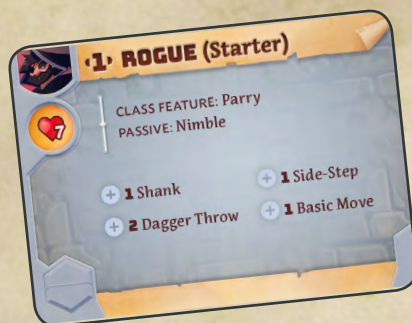 ‹1› ROGUE (Starter)
7
CLASS FEATURE: Parry
PASSIVE: Nimble
+ 1 Shank
+ 2 Dagger Throw
+ 1 Side-Step
+ 1 Basic Move